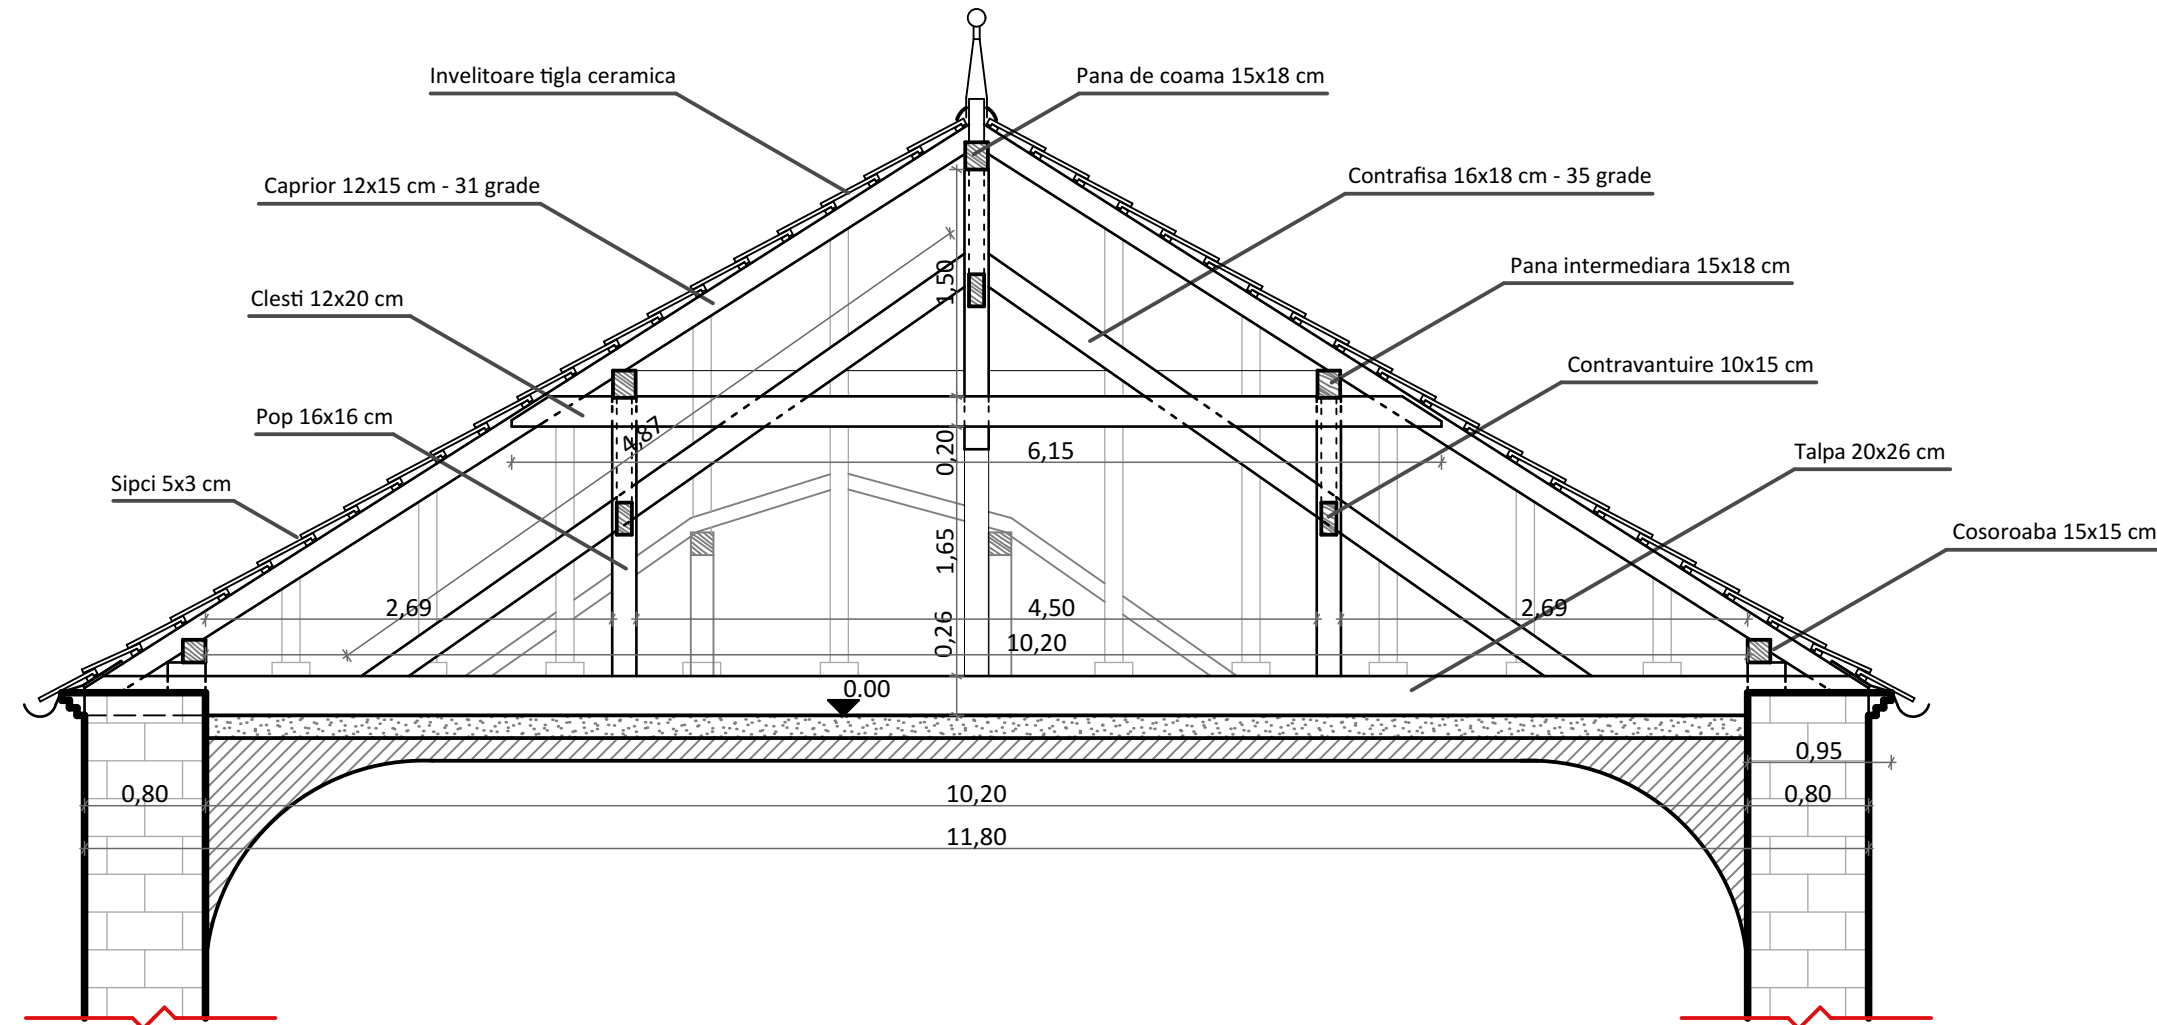 Invelitoare tigla ceramica
Pana de coama 15x18 cm
Caprior 12x15 cm - 31 grade
Contrafisa 16x18 cm - 35 grade
Clesti 12x20 cm
Pana intermediara 15x18 cm
1,50
Contravantuire 10x15 cm
Pop 16x16 cm
4,87
0,20
6,15
Talpa 20x26 cm
Sipci 5x3 cm
1,65
Cosoroaba 15x15 cm
2,69
4,50
2,69
0,26
10,20
0.00
0,95
0,80
10,20
0,80
11,80